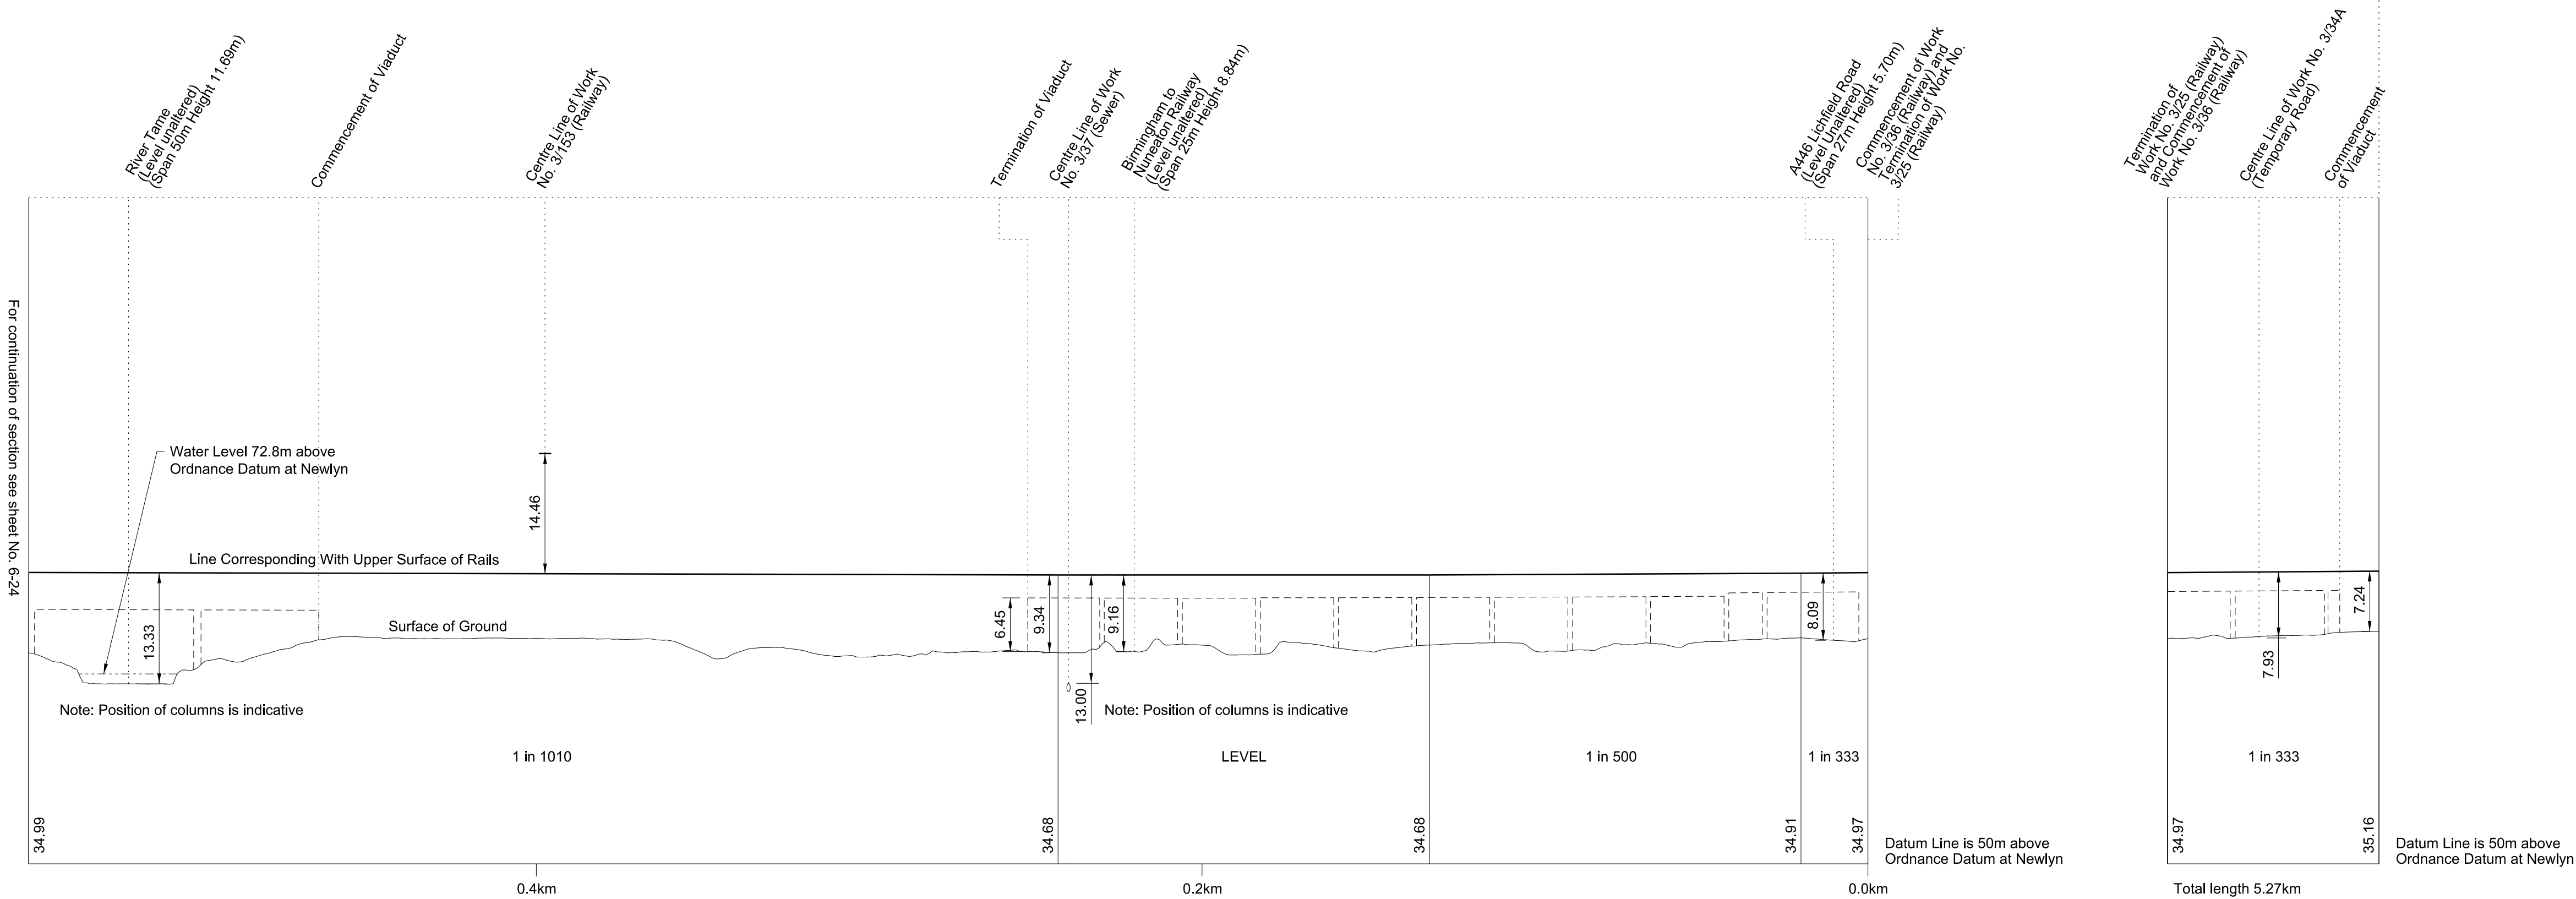 River Tame
(Level unaltered)
(Span 50m Height 11.69m)
Commencement of Viaduct
Centre Line of Work
No. 3/153 (Railway)
Termination of Viaduct
Centre Line of Work
No. 3/37 (Sewer)
Birmingham to
Nuneaton Railway
(Level unaltered)
(Span 25m Height 8.84m)
A446 Lichfield Road
(Level Unaltered)
(Span 27m Height 5.70m)
Commencement of Work
No. 3/36 (Railway) and
Termination of Work No.
3/25 (Railway)
Termination of
Work No. 3/25 (Railway)
and Commencement of
Work No. 3/36 (Railway)
Centre Line of Work No. 3/34A
(Temporary Road)
Commencement
of Viaduct
For continuation of section see sheet No. 6-24
Water Level 72.8m above
Ordnance Datum at Newlyn
14.46
Line Corresponding With Upper Surface of Rails
13.33
Surface of Ground
6.45
9.34
13.00
9.16
8.09
7.93
7.24
Note: Position of columns is indicative
Note: Position of columns is indicative
1 in 1010
LEVEL
1 in 500
1 in 333
1 in 333
34.99
34.68
34.68
34.91
34.97
Datum Line is 50m above
Ordnance Datum at Newlyn
34.97
35.16
Datum Line is 50m above
Ordnance Datum at Newlyn
0.4km
0.2km
0.0km
Total length 5.27km